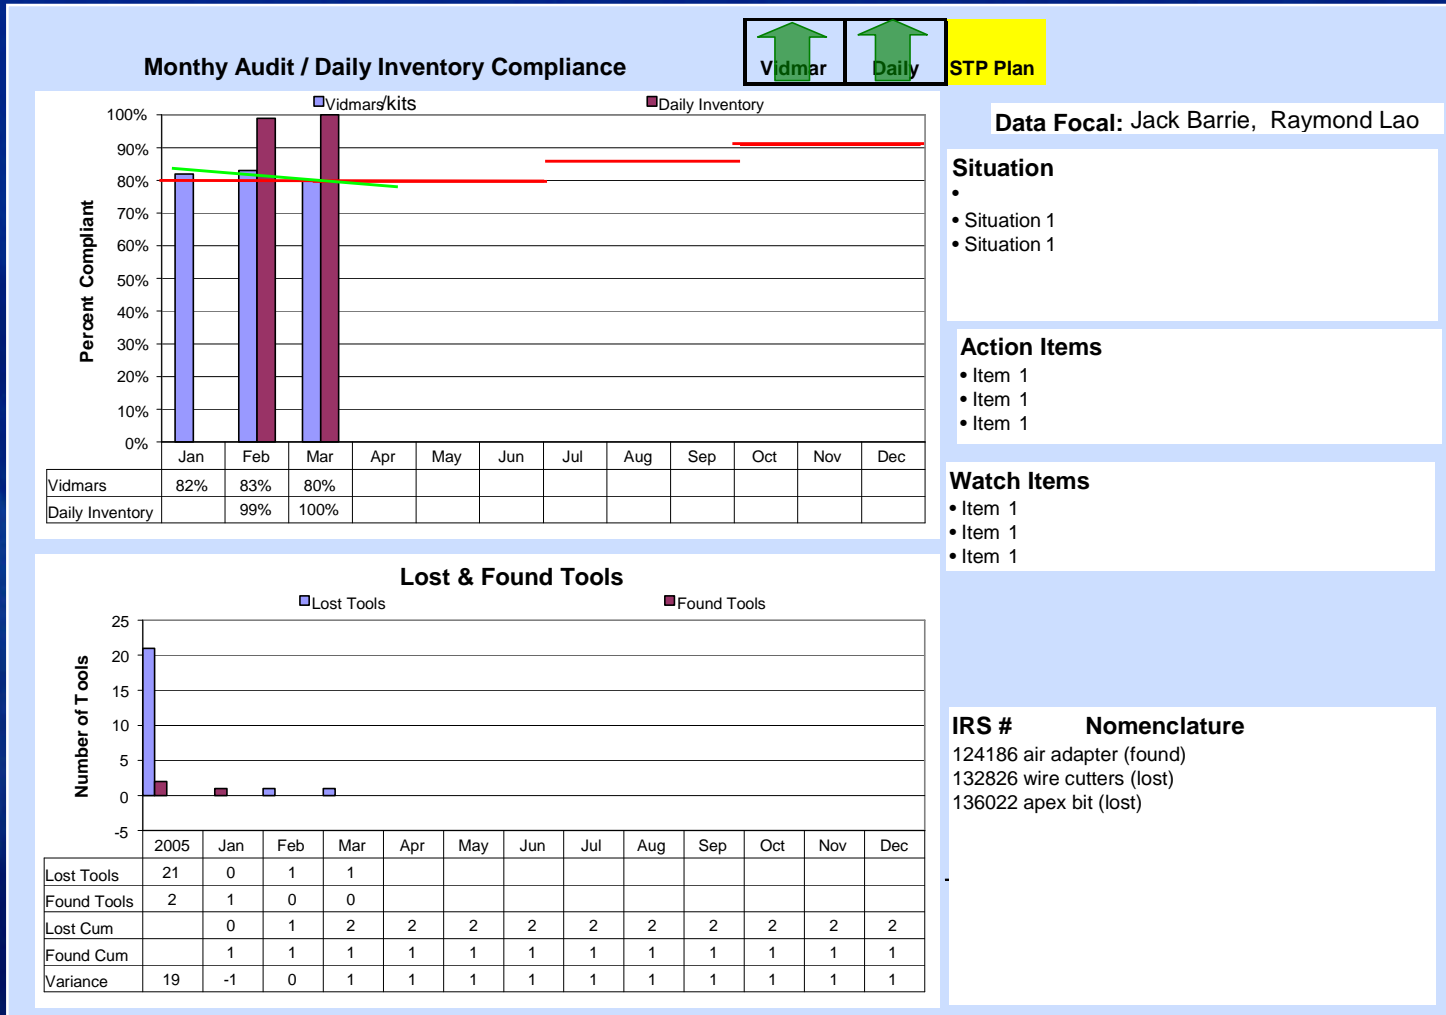 Monthy Audit / Daily Inventory Compliance
Vidmar Daily STP Plan
Vidmars/kits Daily Inventory
Percent Compliant
100%
90%
80%
70%
60%
50%
40%
30%
20%
10%
0%
Jan Feb Mar Apr May Jun Jul Aug Sep Oct Nov Dec
Vidmars 82% 83% 80%
Daily Inventory 99% 100%
Data Focal: Jack Barrie, Raymond Lao
Situation
•
• Situation 1
• Situation 1
Action Items
• Item 1
• Item 1
• Item 1
Watch Items
• Item 1
• Item 1
• Item 1
Lost & Found Tools
Lost Tools Found Tools
Number of Tools
25
20
15
10
5
0
-5
2005 Jan Feb Mar Apr May Jun Jul Aug Sep Oct Nov Dec
Lost Tools 21 0 1 1
Found Tools 2 1 0 0
Lost Cum 0 1 2 2 2 2 2 2 2 2 2 2
Found Cum 1 1 1 1 1 1 1 1 1 1 1 1
Variance 19 -1 0 1 1 1 1 1 1 1 1 1 1
IRS # Nomenclature
124186 air adapter (found)
132826 wire cutters (lost)
136022 apex bit (lost)